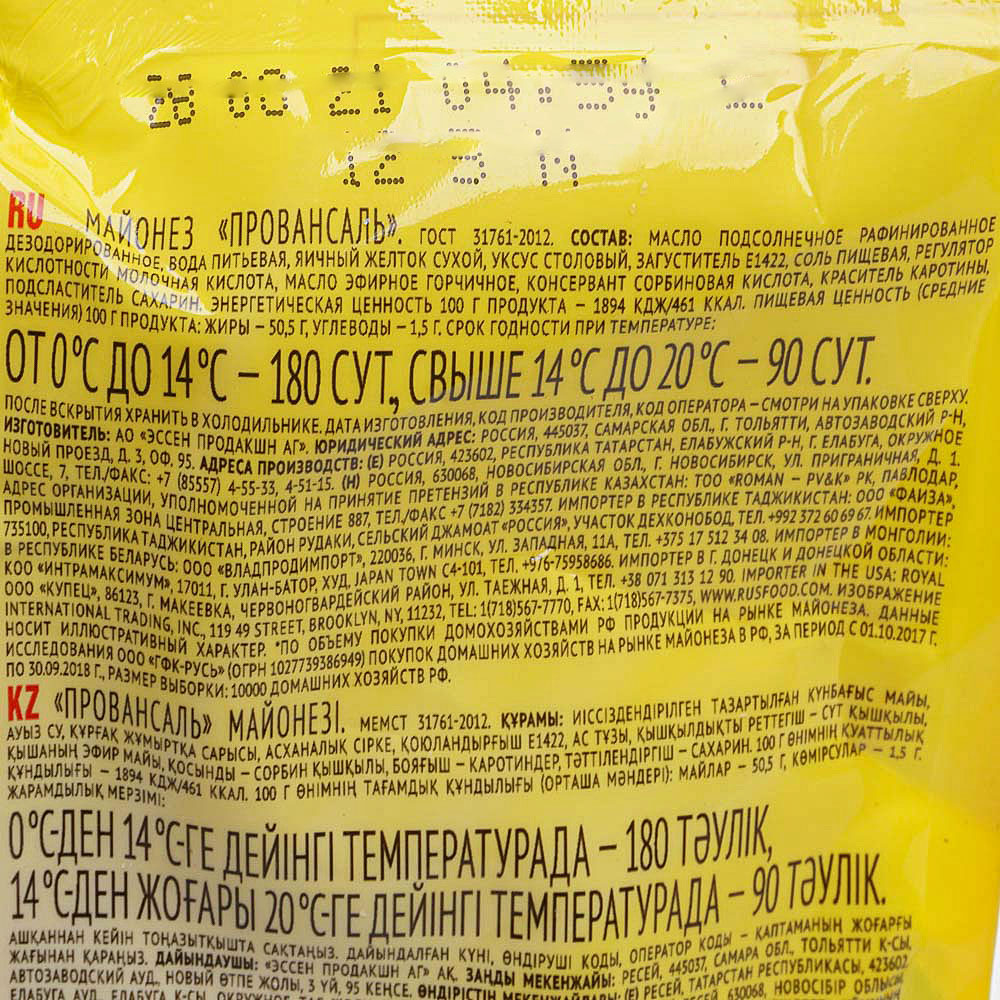 21 04:34 1
12 3
RU МАЙОНЕЗ «ПРОВАНСАЛЬ». ГОСТ 31761-2012. СОСТАВ: МАСЛО ПОДСОЛНЕЧНОЕ РАФИНИРОВАННОЕ
ДЕЗОДОРИРОВАННОЕ, ВОДА ПИТЬЕВАЯ, ЯИЧНЫЙ ЖЕЛТОК СУХОЙ, УКСУС СТОЛОВЫЙ, ЗАГУСТИТЕЛЬ Е1422, СОЛЬ ПИЩЕВАЯ, РЕГУЛЯТОР
КИСЛОТНОСТИ МОЛОЧНАЯ КИСЛОТА, МАСЛО ЭФИРНОЕ ГОРЧИЧНОЕ, КОНСЕРВАНТ СОРБИНОВАЯ КИСЛОТА, КРАСИТЕЛЬ КАРОТИНЫ,
ПОДСЛАСТИТЕЛЬ САХАРИН. ЭНЕРГЕТИЧЕСКАЯ ЦЕННОСТЬ 100 Г ПРОДУКТА – 1894 КДЖ/461 ККАЛ. ПИЩЕВАЯ ЦЕННОСТЬ (СРЕДНИЕ
ЗНАЧЕНИЯ) 100 Г ПРОДУКТА: ЖИРЫ – 50,5 Г, УГЛЕВОДЫ – 1,5 Г. СРОК ГОДНОСТИ ПРИ ТЕМПЕРАТУРЕ:
ОТ 0°С ДО 14°С – 180 СУТ., СВЫШЕ 14°С ДО 20°С – 90 СУТ.
ПОСЛЕ ВСКРЫТИЯ ХРАНИТЬ В ХОЛОДИЛЬНИКЕ. ДАТА ИЗГОТОВЛЕНИЯ, КОД ПРОИЗВОДИТЕЛЯ, КОД ОПЕРАТОРА – СМОТРИ НА УПАКОВКЕ СВЕРХУ.
ИЗГОТОВИТЕЛЬ: АО «ЭССЕН ПРОДАКШН АГ». ЮРИДИЧЕСКИЙ АДРЕС: РОССИЯ, 445037, САМАРСКАЯ ОБЛ., Г. ТОЛЬЯТТИ, АВТОЗАВОДСКИЙ Р-Н,
НОВЫЙ ПРОЕЗД, Д. 3, ОФ. 95. АДРЕСА ПРОИЗВОДСТВ: (Е) РОССИЯ, 423602, РЕСПУБЛИКА ТАТАРСТАН, ЕЛАБУЖСКИЙ Р-Н, Г. ЕЛАБУГА, ОКРУЖНОЕ
ШОССЕ, 7, ТЕЛ./ФАКС: +7 (85557) 4-55-33, 4-51-15. (Н) РОССИЯ, 630068, НОВОСИБИРСКАЯ ОБЛ., Г. НОВОСИБИРСК, УЛ. ПРИГРАНИЧНАЯ, Д. 1.
АДРЕС ОРГАНИЗАЦИИ, УПОЛНОМОЧЕННОЙ НА ПРИНЯТИЕ ПРЕТЕНЗИЙ В РЕСПУБЛИКЕ КАЗАХСТАН: ТОО «ROMAN – PV&K» РК, ПАВЛОДАР,
ПРОМЫШЛЕННАЯ ЗОНА ЦЕНТРАЛЬНАЯ, СТРОЕНИЕ 887, ТЕЛ./ФАКС +7 (7182) 334357. ИМПОРТЕР В РЕСПУБЛИКЕ ТАДЖИКИСТАН: ООО «ФАИЗА»,
735100, РЕСПУБЛИКА ТАДЖИКИСТАН, РАЙОН РУДАКИ, СЕЛЬСКИЙ ДЖАМОАТ «РОССИЯ», УЧАСТОК ДЕХКОНОБОД, ТЕЛ. +992 372 60 69 67. ИМПОРТЕР
В РЕСПУБЛИКЕ БЕЛАРУСЬ: ООО «ВЛАДПРОДИМПОРТ», 220036, Г. МИНСК, УЛ. ЗАПАДНАЯ, 11А, ТЕЛ. +375 17 512 34 08. ИМПОРТЕР В МОНГОЛИИ:
КОО «ИНТРАМАКСИМУМ», 17011, Г. УЛАН-БАТОР, ХУД, JAPAN TOWN C4-101, ТЕЛ. +976-75958686. ИМПОРТЕР В Г. ДОНЕЦК И ДОНЕЦКОЙ ОБЛАСТИ:
ООО «КУПЕЦ», 86123, Г. МАКЕЕВКА, ЧЕРВОНОГВАРДЕЙСКИЙ РАЙОН, УЛ. ТАЕЖНАЯ, Д. 1, ТЕЛ. +38 071 313 12 90. IMPORTER IN THE USA: ROYAL
INTERNATIONAL TRADING, INC., 119 49 STREET, BROOKLYN, NY, 11232, TEL: 1(718)567-7770, FAX: 1(718)567-7375, WWW.RUSFOOD.COM. ИЗОБРАЖЕНИЕ
НОСИТ ИЛЛЮСТРАТИВНЫЙ ХАРАКТЕР. *ПО ОБЪЕМУ ПОКУПКИ ДОМОХОЗЯЙСТВАМИ РФ ПРОДУКЦИИ НА РЫНКЕ МАЙОНЕЗА. ДАННЫЕ
ИССЛЕДОВАНИЯ ООО «ГФК-РУСЬ» (ОГРН 1027739386949) ПОКУПОК ДОМАШНИХ ХОЗЯЙСТВ НА РЫНКЕ МАЙОНЕЗА В РФ, ЗА ПЕРИОД С 01.10.2017 Г.
ПО 30.09.2018 Г., РАЗМЕР ВЫБОРКИ: 10000 ДОМАШНИХ ХОЗЯЙСТВ РФ.
KZ «ПРОВАНСАЛЬ» МАЙОНЕЗІ. МЕМСТ 31761-2012. ҚҰРАМЫ: ИІССІЗДЕНДІРІЛГЕН ТАЗАРТЫЛҒАН КҮНБАҒЫС МАЙЫ,
АУЫЗ СУ, ҚҰРҒАҚ ЖҰМЫРТҚА САРЫСЫ, АСХАНАЛЫҚ СІРКЕ, ҚОЮЛАНДЫРҒЫШ Е1422, АС ТҰЗЫ, ҚЫШҚЫЛДЫҚТЫ РЕТТЕГІШ – СҮТ ҚЫШҚЫЛЫ,
ҚЫШАНЫҢ ЭФИР МАЙЫ, ҚОСЫНДЫ – СОРБИН ҚЫШҚЫЛЫ, БОЯҒЫШ – КАРОТИНДЕР, ТӘТТІЛЕНДІРГІШ – САХАРИН. 100 Г ӨНІМНІҢ ҚУАТТЫЛЫҚ
ҚҰНДЫЛЫҒЫ – 1894 КДЖ/461 ККАЛ. 100 Г ӨНІМНІҢ ТАҒАМДЫҚ ҚҰНДЫЛЫҒЫ (ОРТАША МӘНДЕРІ): МАЙЛАР – 50,5 Г, КӨМІРСУЛАР – 1,5 Г.
ЖАРАМДЫЛЫҚ МЕРЗІМІ:
0°С-ДЕН 14°С-ГЕ ДЕЙІНГІ ТЕМПЕРАТУРАДА – 180 ТӘУЛІК,
14°С-ДЕН ЖОҒАРЫ 20°С-ГЕ ДЕЙІНГІ ТЕМПЕРАТУРАДА – 90 ТӘУЛІК.
АШҚАННАН КЕЙІН ТОҢАЗЫТҚЫШТА САҚТАҢЫЗ. ДАЙЫНДАЛҒАН КҮНІ, ӨНДІРУШІ КОДЫ, ОПЕРАТОР КОДЫ – ҚАПТАМАНЫҢ ЖОҒАРҒЫ
ЖАҒЫНАН ҚАРАҢЫЗ. ДАЙЫНДАУШЫ: «ЭССЕН ПРОДАКШН АГ» АҚ. ЗАҢДЫ МЕКЕНЖАЙЫ: РЕСЕЙ, 445037, САМАРА ОБЛ., ТОЛЬЯТТИ Қ-СЫ,
АВТОЗАВОДСКИЙ АУД., НОВЫЙ ӨТПЕ ЖОЛЫ, 3 ҮЙ, 95 КЕҢСЕ. ӨНДІРІСТІҢ МЕКЕНЖАЙЛАРЫ: (Е) РЕСЕЙ, ТАТАРСТАН РЕСПУБЛИКАСЫ, 423602,
ЕЛАБУГА АУД., ЕЛАБУГА Қ-СЫ, ОКРУЖНОЕ РЕСЕЙ, 630068, НОВОСІБІР ОБЛЫСЫ,